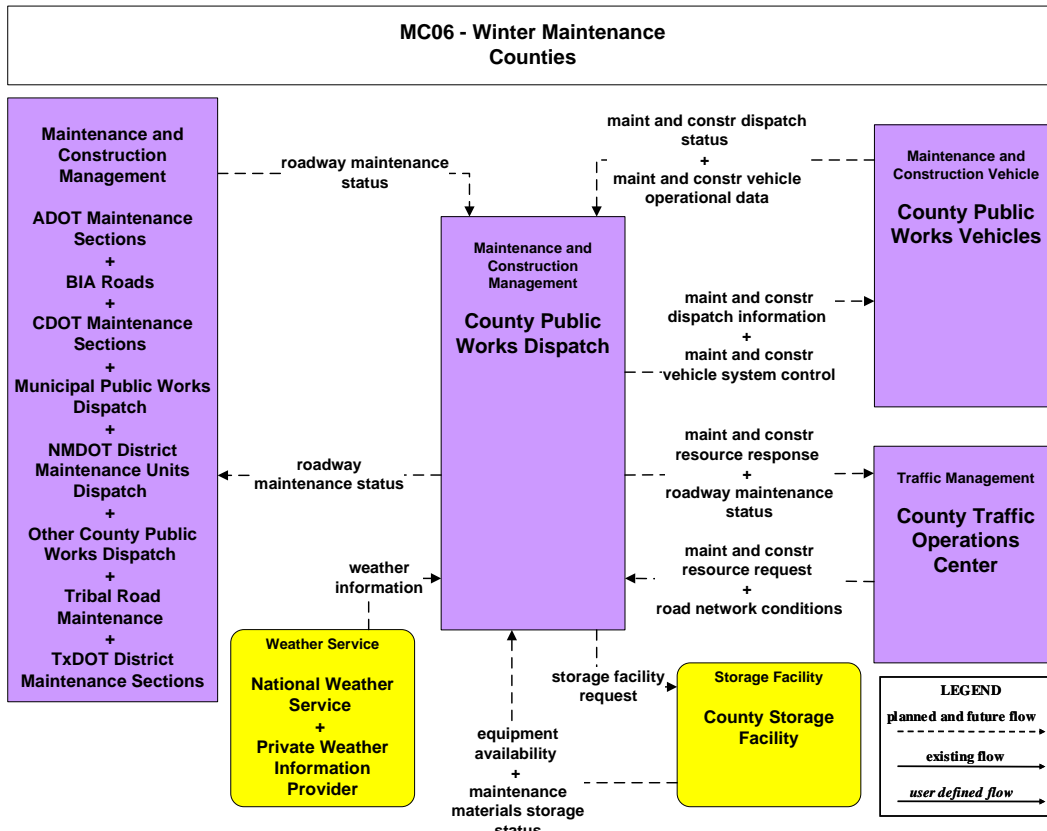 MC06 - Winter Maintenance
Counties
Maintenance and
Construction
Management
ADOT Maintenance
Sections
+
BIA Roads
+
CDOT Maintenance
Sections
+
Municipal Public Works
Dispatch
+
NMDOT District
Maintenance Units
Dispatch
+
Other County Public
Works Dispatch
+
Tribal Road
Maintenance
+
TxDOT District
Maintenance Sections
roadway maintenance
status
roadway
maintenance status
weather
information
Weather Service
National Weather
Service
+
Private Weather
Information
Provider
Maintenance and
Construction
Management
County Public
Works Dispatch
maint and constr dispatch
status
+
maint and constr vehicle
operational data
maint and constr
dispatch information
+
maint and constr
vehicle system control
maint and constr
resource response
+
roadway maintenance
status
maint and constr
resource request
+
road network conditions
storage facility
request
equipment
availability
+
maintenance
materials storage
status
Maintenance and
Construction Vehicle
County Public
Works Vehicles
Traffic Management
County Traffic
Operations
Center
Storage Facility
County Storage
Facility
LEGEND
planned and future flow
existing flow
user defined flow